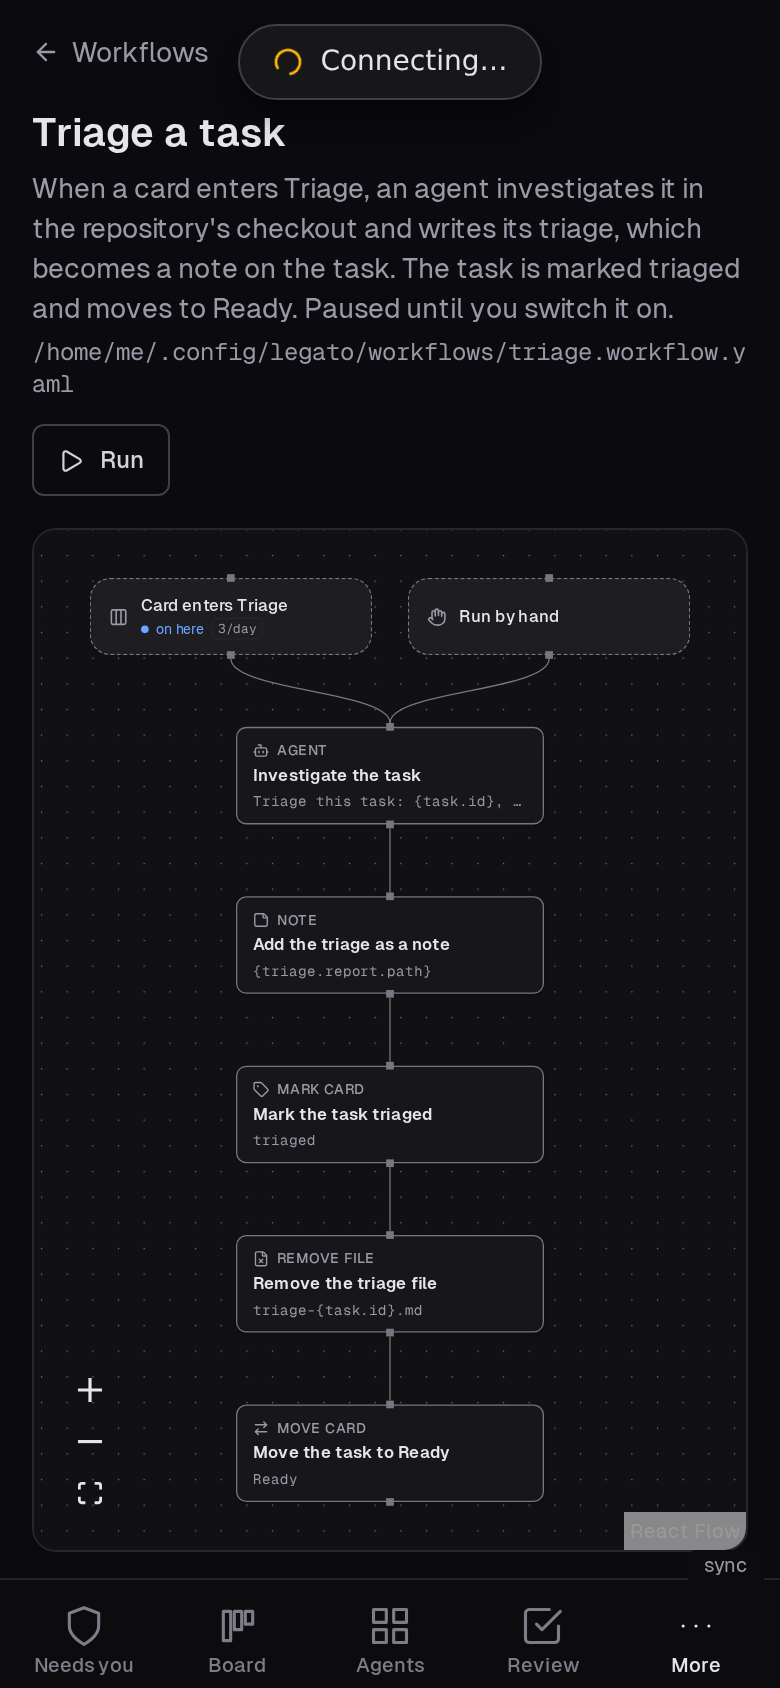 Workflows
Connecting...
Triage a task
When a card enters Triage, an agent investigates it in
the repository's checkout and writes its triage, which
becomes a note on the task. The task is marked triaged
and moves to Ready. Paused until you switch it on.
/home/me/.config/legato/workflows/triage.workflow.y
aml
Run
Card enters Triage
on here 3/day
Run by hand
AGENT
Investigate the task
Triage this task: {task.id}, …
NOTE
Add the triage as a note
{triage.report.path}
MARK CARD
Mark the task triaged
triaged
REMOVE FILE
Remove the triage file
triage-{task.id}.md
MOVE CARD
Move the task to Ready
Ready
React Flow
sync
Needs you
Board
Agents
Review
More